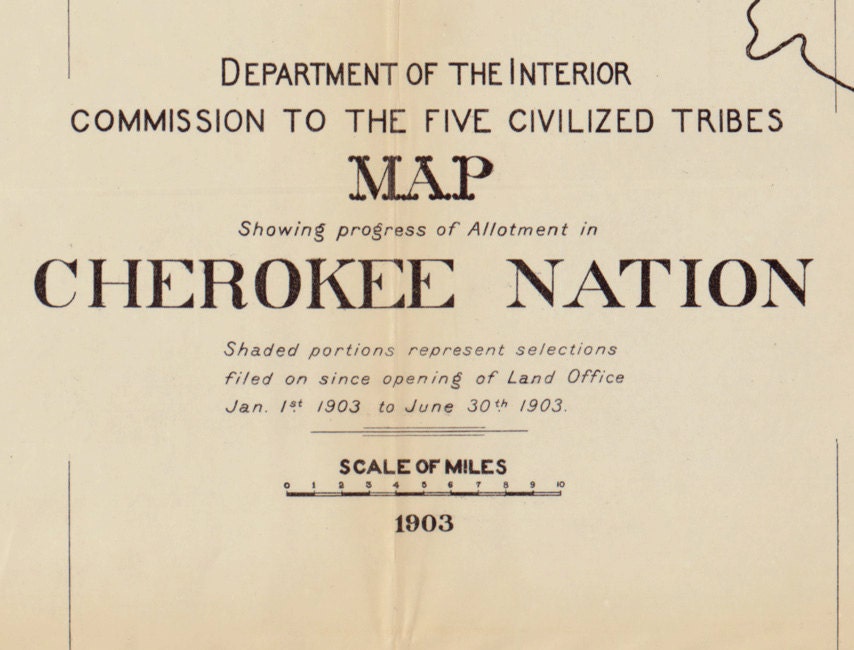 DEPARTMENT OF THE INTERIOR
COMMISSION TO THE FIVE CIVILIZED TRIBES
MAP
Showing progress of Allotment in
CHEROKEE NATION
Shaded portions represent selections
filed on since opening of Land Office
Jan. 1st 1903 to June 30th 1903.
SCALE OF MILES
0 1 2 3 4 5 6 7 8 9 10
1903